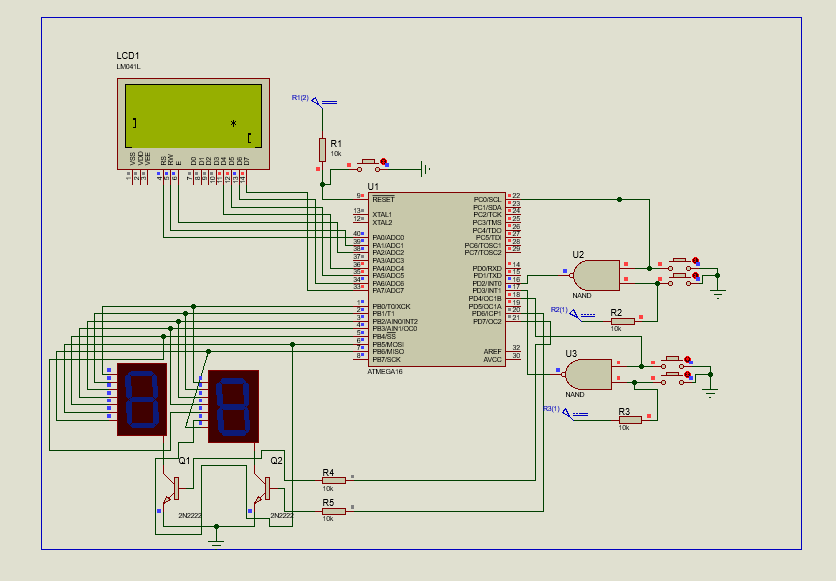 LCD1
LM041L
VSS
VDD
VEE
RS
RW
E
D0
D1
D2
D3
D4
D5
D6
D7
1
2
3
4
5
6
7
8
9
10
11
12
13
14
R1(2)
R1
10k
U1
9 RESET
13 XTAL1
12 XTAL2
40 PA0/ADC0
39 PA1/ADC1
38 PA2/ADC2
37 PA3/ADC3
36 PA4/ADC4
35 PA5/ADC5
34 PA6/ADC6
33 PA7/ADC7
1 PB0/T0/XCK
2 PB1/T1
3 PB2/AIN0/INT2
4 PB3/AIN1/OC0
5 PB4/SS
6 PB5/MOSI
7 PB6/MISO
8 PB7/SCK
PC0/SCL 22
PC1/SDA 23
PC2/TCK 24
PC3/TMS 25
PC4/TDO 26
PC5/TDI 27
PC6/TOSC1 28
PC7/TOSC2 29
PD0/RXD 14
PD1/TXD 15
PD2/INT0 16
PD3/INT1 17
PD4/OC1B 18
PD5/OC1A 19
PD6/ICP1 20
PD7/OC2 21
AREF 32
AVCC 30
ATMEGA16
U2
NAND
R2(1)
R2
10k
U3
NAND
R3(1)
R3
10k
Q1
2N2222
Q2
2N2222
R4
10k
R5
10k